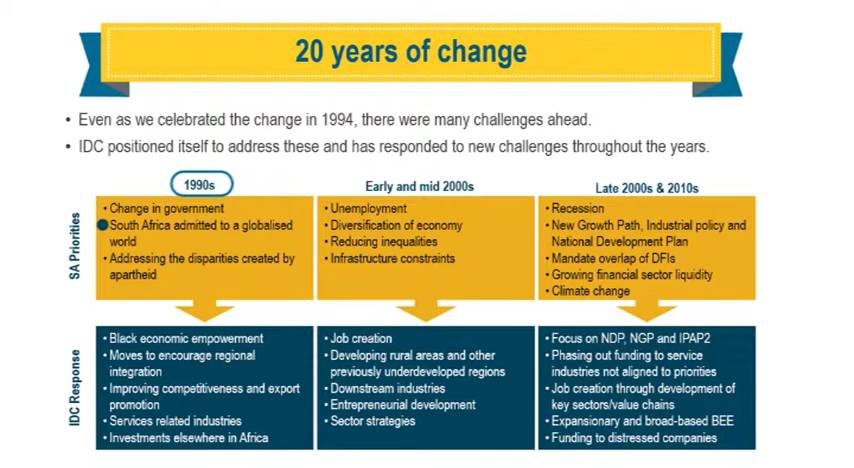 20 years of change
• Even as we celebrated the change in 1994, there were many challenges ahead.
• IDC positioned itself to address these and has responded to new challenges throughout the years.
1990s
Early and mid 2000s
Late 2000s & 2010s
SA Priorities
• Change in government
• South Africa admitted to a globalised
world
• Addressing the disparities created by
apartheid
• Unemployment
• Diversification of economy
• Reducing inequalities
• Infrastructure constraints
• Recession
• New Growth Path, Industrial policy and
National Development Plan
• Mandate overlap of DFIs
• Growing financial sector liquidity
• Climate change
IDC Response
• Black economic empowerment
• Moves to encourage regional
integration
• Improving competitiveness and export
promotion
• Services related industries
• Investments elsewhere in Africa
• Job creation
• Developing rural areas and other
previously underdeveloped regions
• Downstream industries
• Entrepreneurial development
• Sector strategies
• Focus on NDP, NGP and IPAP2
• Phasing out funding to service
industries not aligned to priorities
• Job creation through development of
key sectors/value chains
• Expansionary and broad-based BEE
• Funding to distressed companies